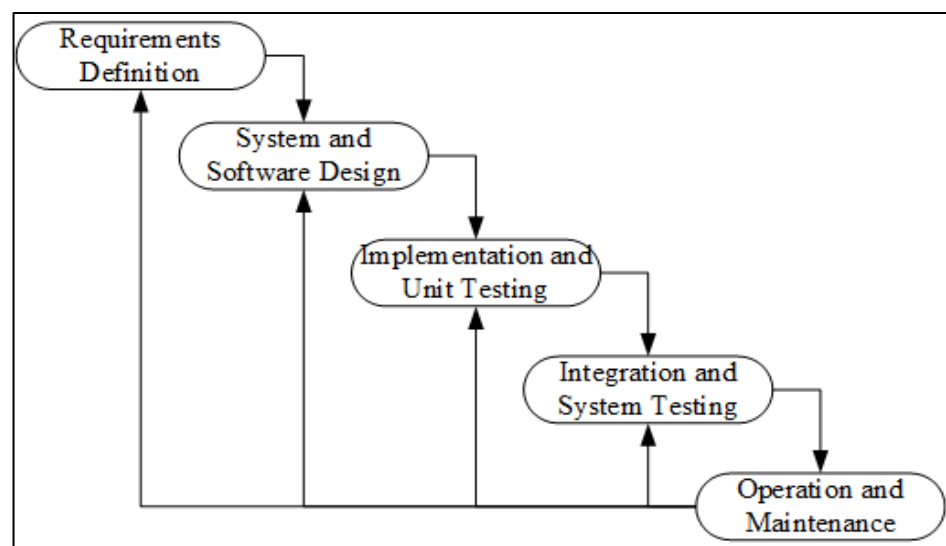 Requirements
Definition
System and
Software Design
Implementation and
Unit Testing
Integration and
System Testing
Operation and
Maintenance